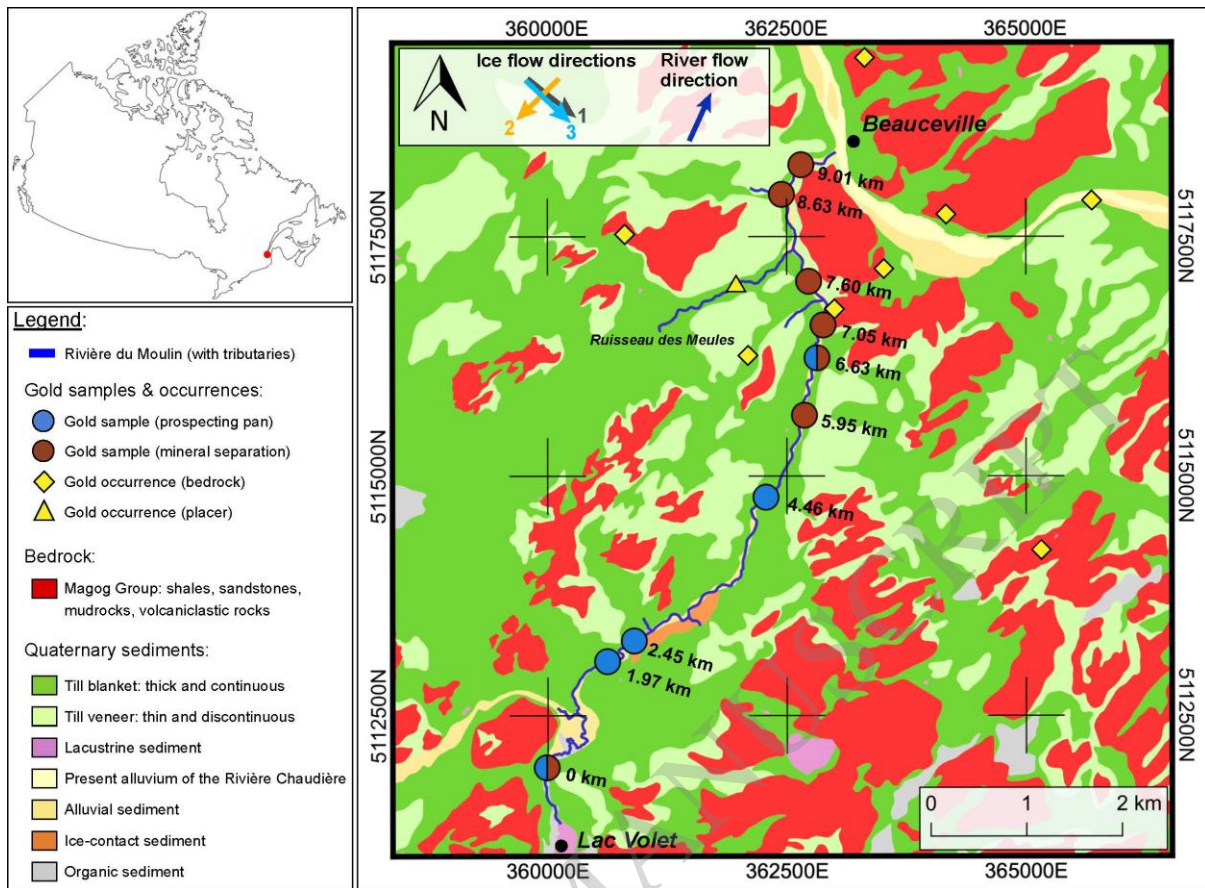 Legend:
Rivière du Moulin (with tributaries)
Gold samples & occurrences:
Gold sample (prospecting pan)
Gold sample (mineral separation)
Gold occurrence (bedrock)
Gold occurrence (placer)
Bedrock:
Magog Group: shales, sandstones,
mudrocks, volcaniclastic rocks
Quaternary sediments:
Till blanket: thick and continuous
Till veneer: thin and discontinuous
Lacustrine sediment
Present alluvium of the Rivière Chaudière
Alluvial sediment
Ice-contact sediment
Organic sediment
360000E
362500E
365000E
Ice flow directions
River flow
direction
N
1
2
3
Beauceville
9.01 km
8.63 km
5117500N
5117500N
7.60 km
7.05 km
Ruisseau des Meules
6.63 km
5.95 km
5115000N
5115000N
4.46 km
2.45 km
1.97 km
5112500N
5112500N
0 km
Lac Volet
0 1 2 km
360000E
362500E
365000E
MANUSCRIPT